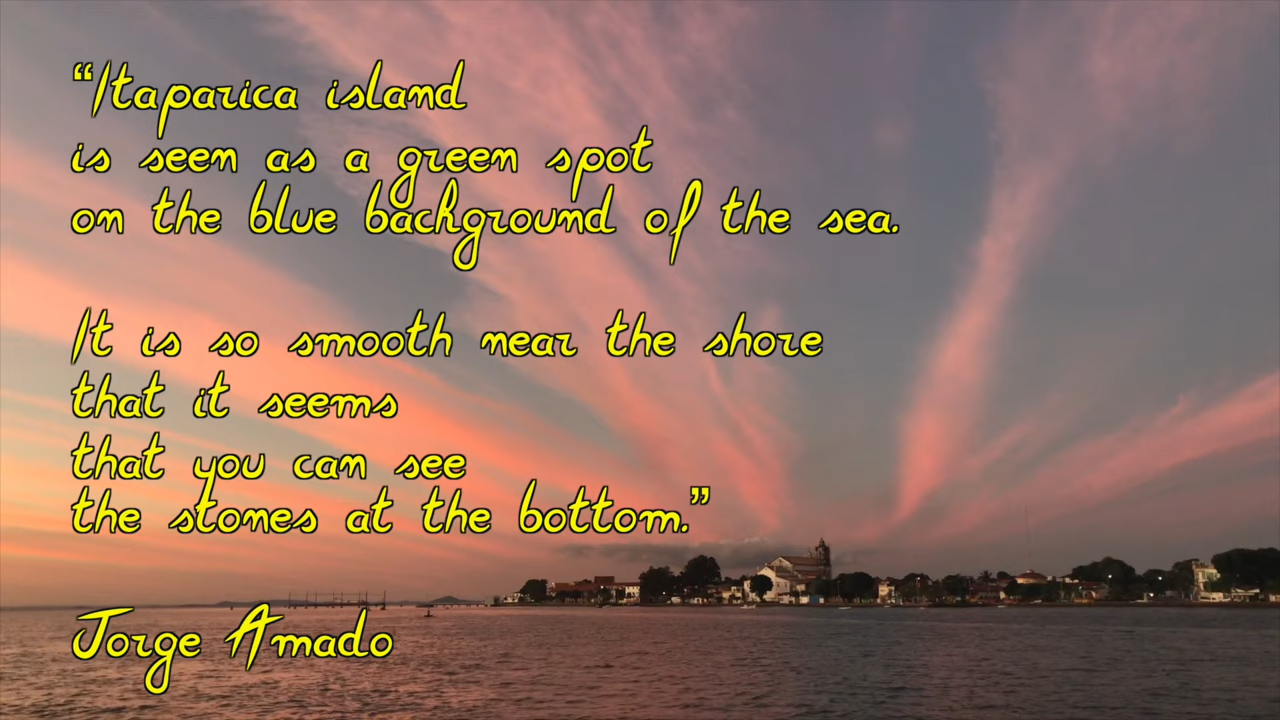 “Itaparica island
is seen as a green spot
on the blue background of the sea.
It is so smooth near the shore
that it seems
that you can see
the stones at the bottom.”
Jorge Amado